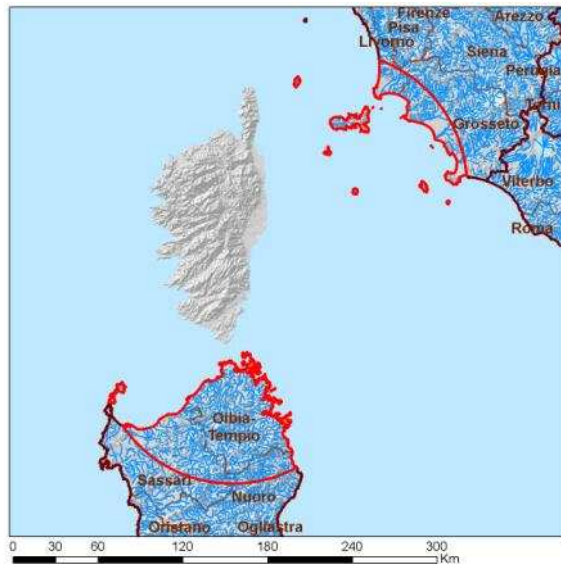 Firenze
Arezzo
Pisa
Livorno
Siena
Perugia
Terni
Grosseto
Viterbo
Roma
Olbia-
Tempio
Sassari
Nuoro
Oristano
Ogliastra
0 30 60 120 180 240 300
Km